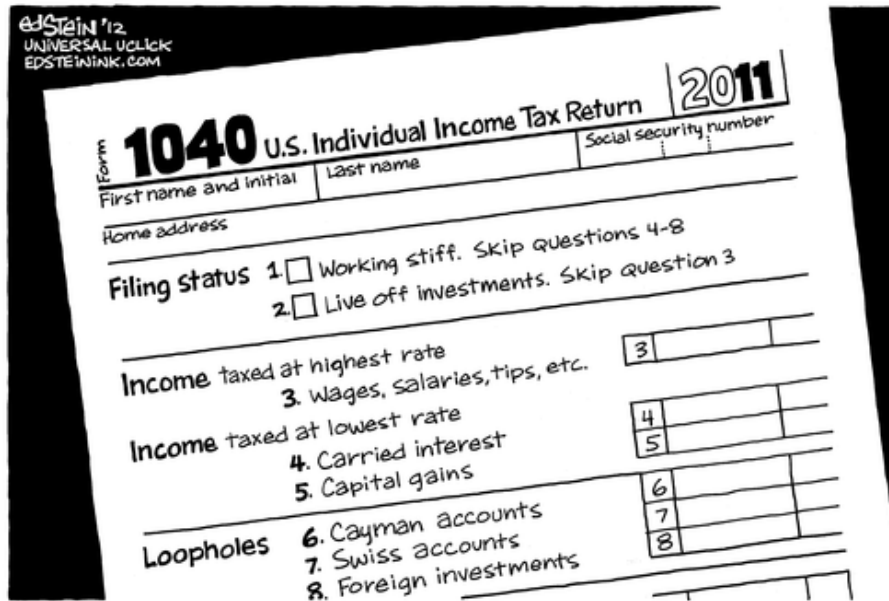 edSTeiN '12
UNIVERSAL UCLICK
EDSTEINiNK.COM
Form 1040 U.S. Individual Income Tax Return 2011
First name and initial Last name Social security number
Home address
Filing status 1. Working stiff. Skip questions 4-8
2. Live off investments. Skip question 3
Income taxed at highest rate
3. Wages, salaries, tips, etc. 3
Income taxed at lowest rate
4. Carried interest 4
5. Capital gains 5
Loopholes 6. Cayman accounts 6
7. Swiss accounts 7
8. Foreign investments 8